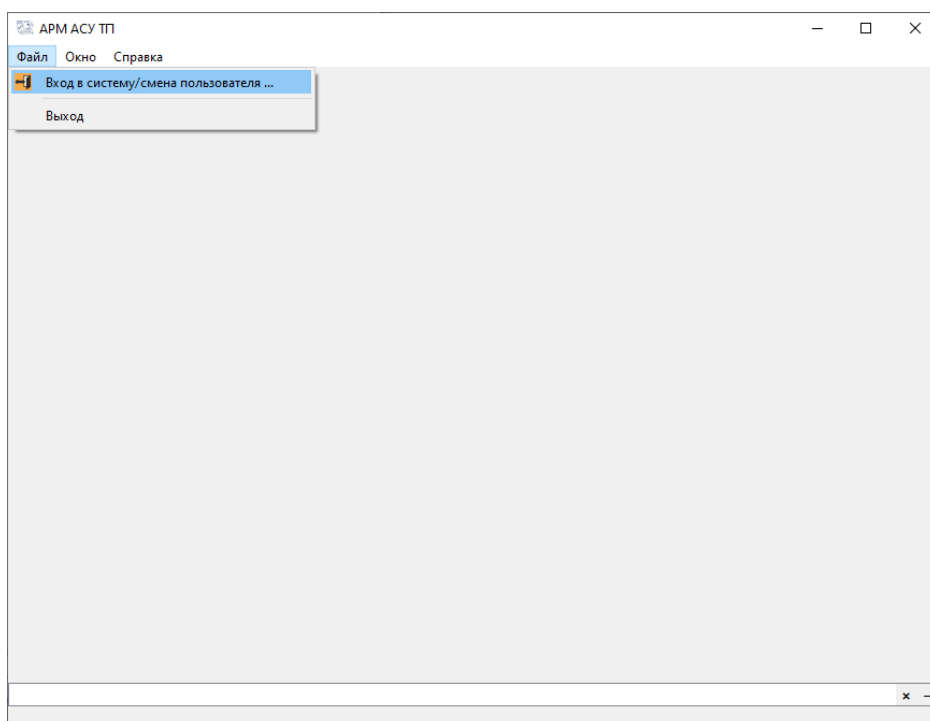 АРМ АСУ ТП
Файл Окно Справка
Вход в систему/смена пользователя ...
Выход